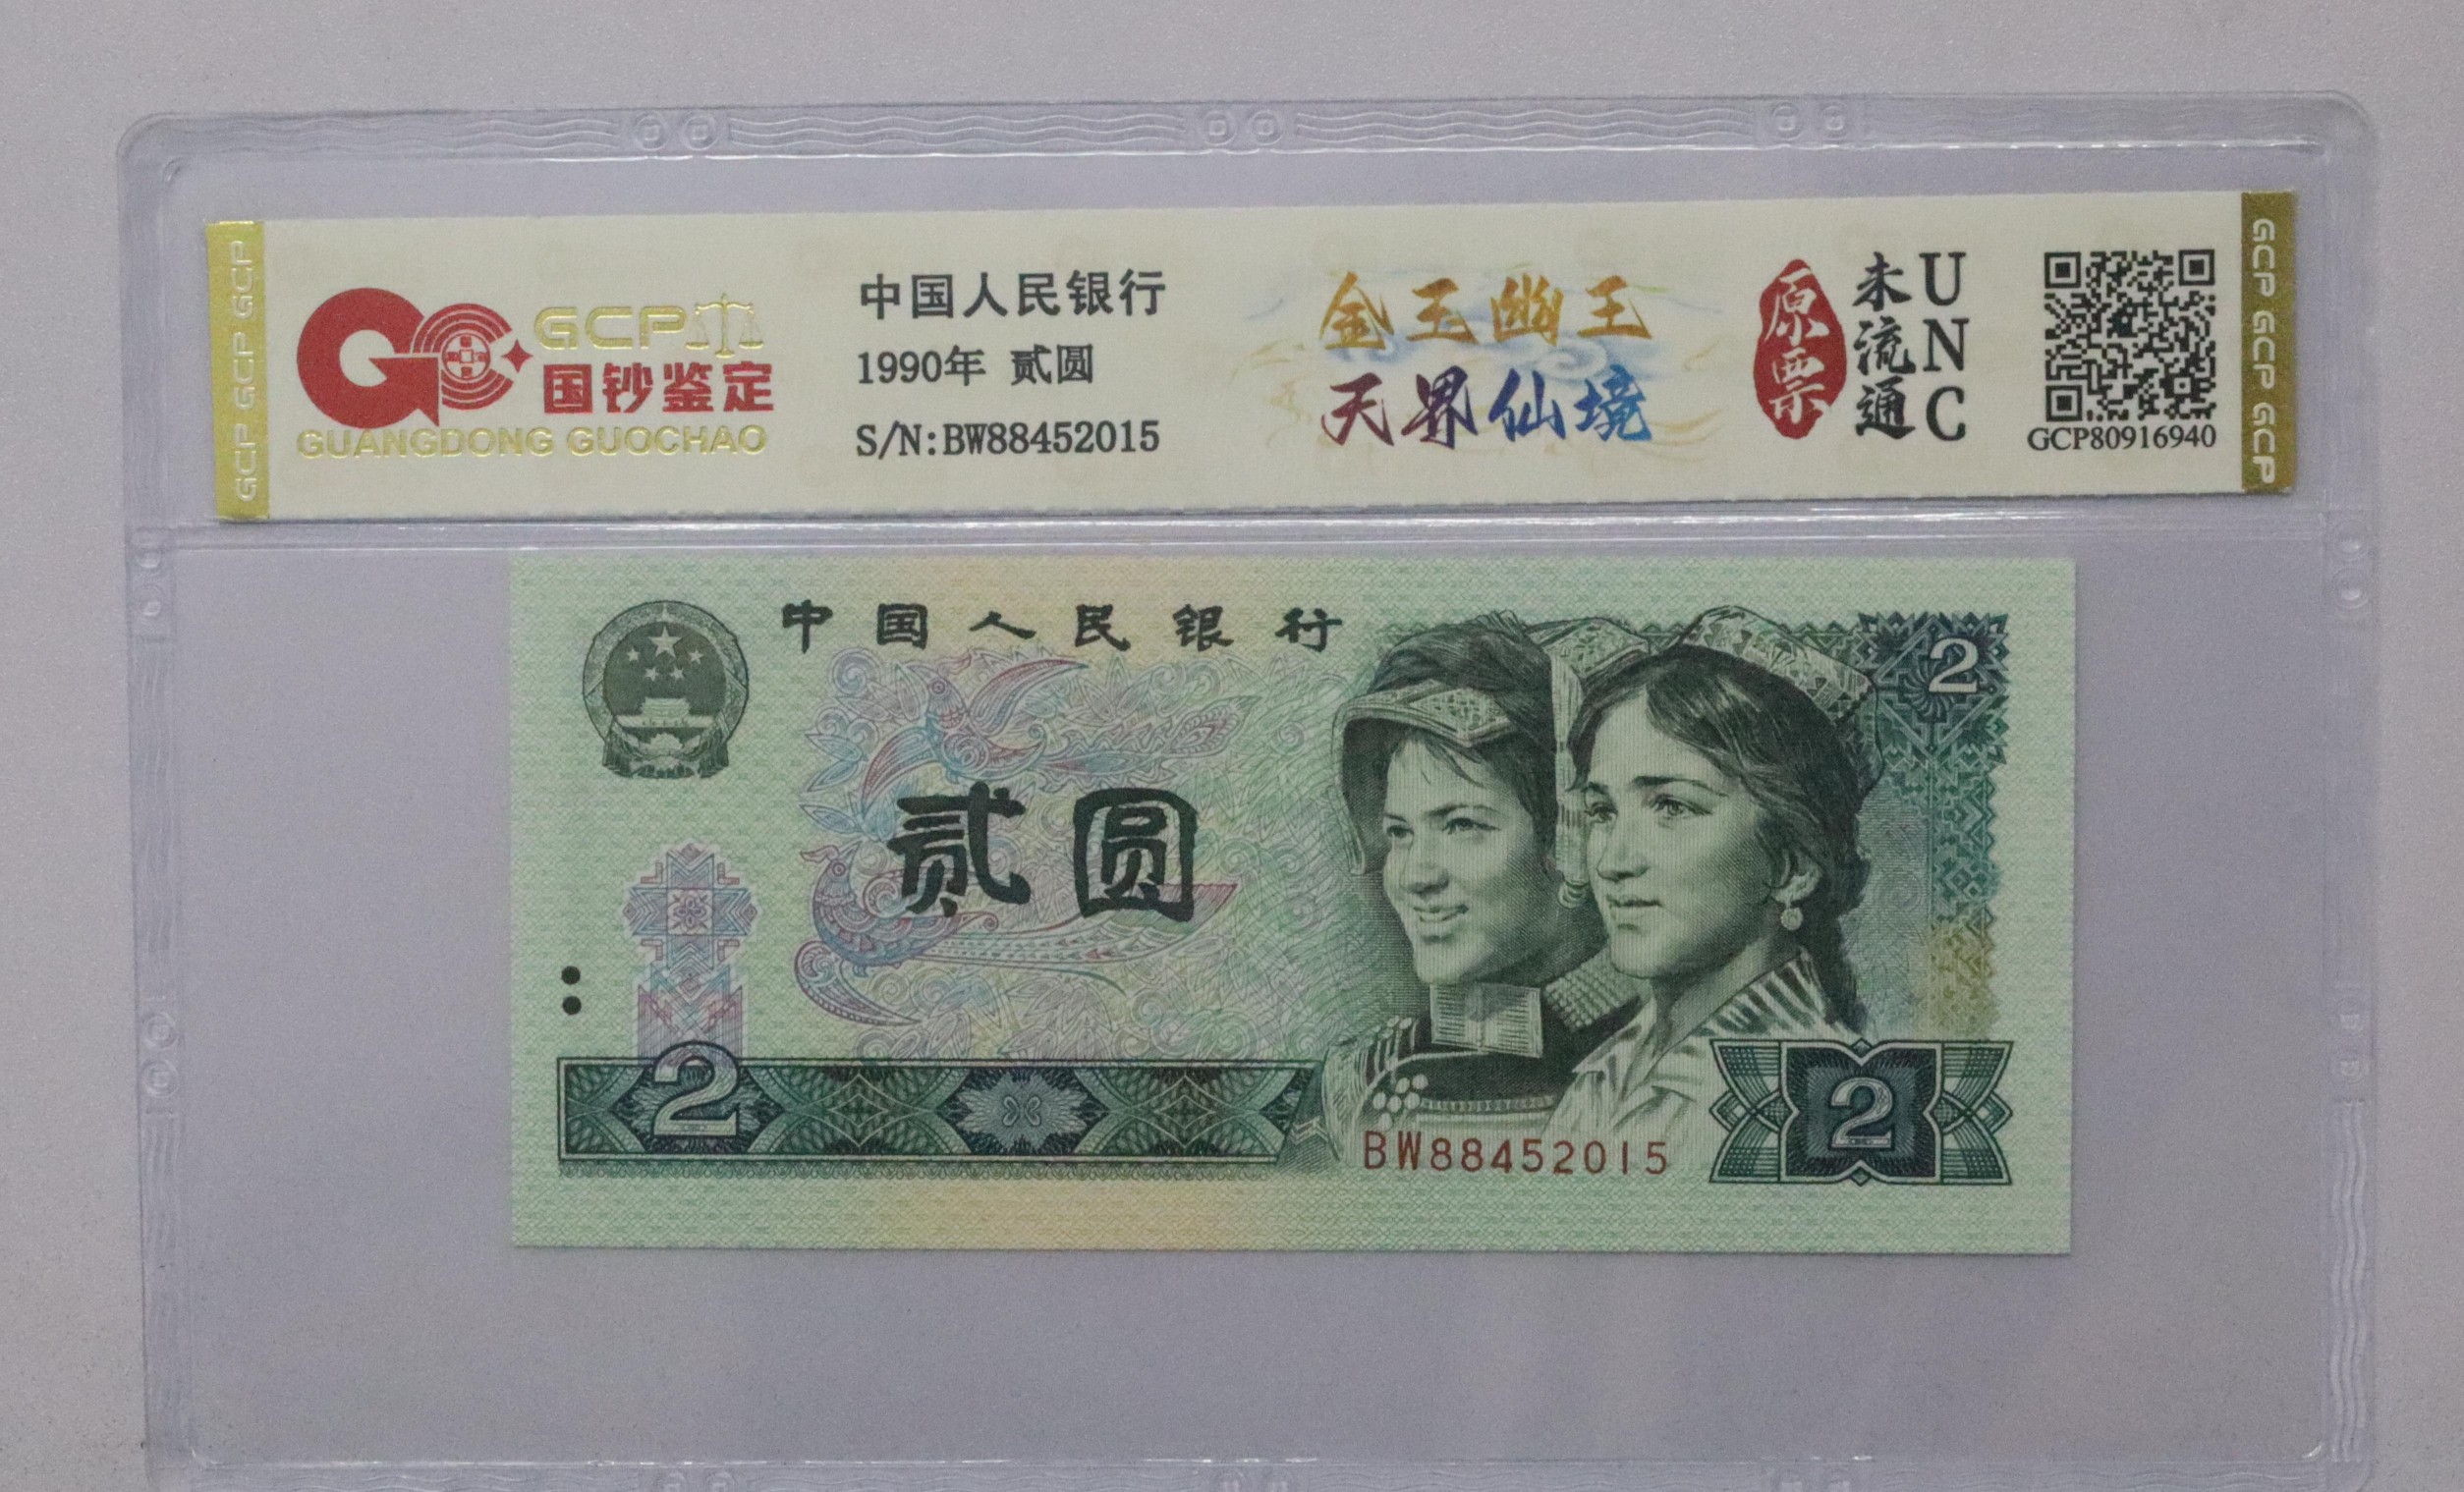 GCP GCP GCP
GCP
国钞鉴定
GUANGDONG GUOCHAO
中国人民银行
1990年 贰圆
S/N:BW88452015
金玉幽王
天界仙境
原票
未流通
UNC
GCP80916940
GCP GCP GCP
中国人民银行
2
贰圆
2
BW88452015
2